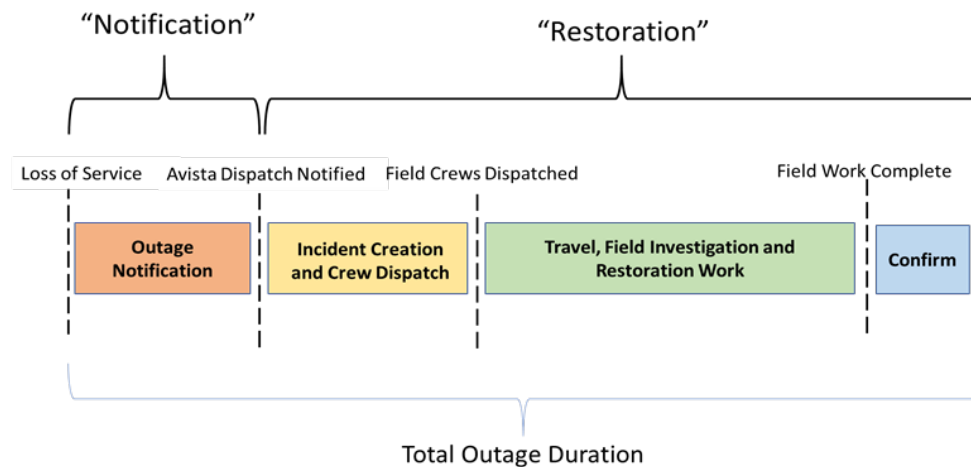 “Notification”
“Restoration”
Loss of Service
Avista Dispatch Notified
Field Crews Dispatched
Field Work Complete
Outage
Notification
Incident Creation
and Crew Dispatch
Travel, Field Investigation and
Restoration Work
Confirm
Total Outage Duration